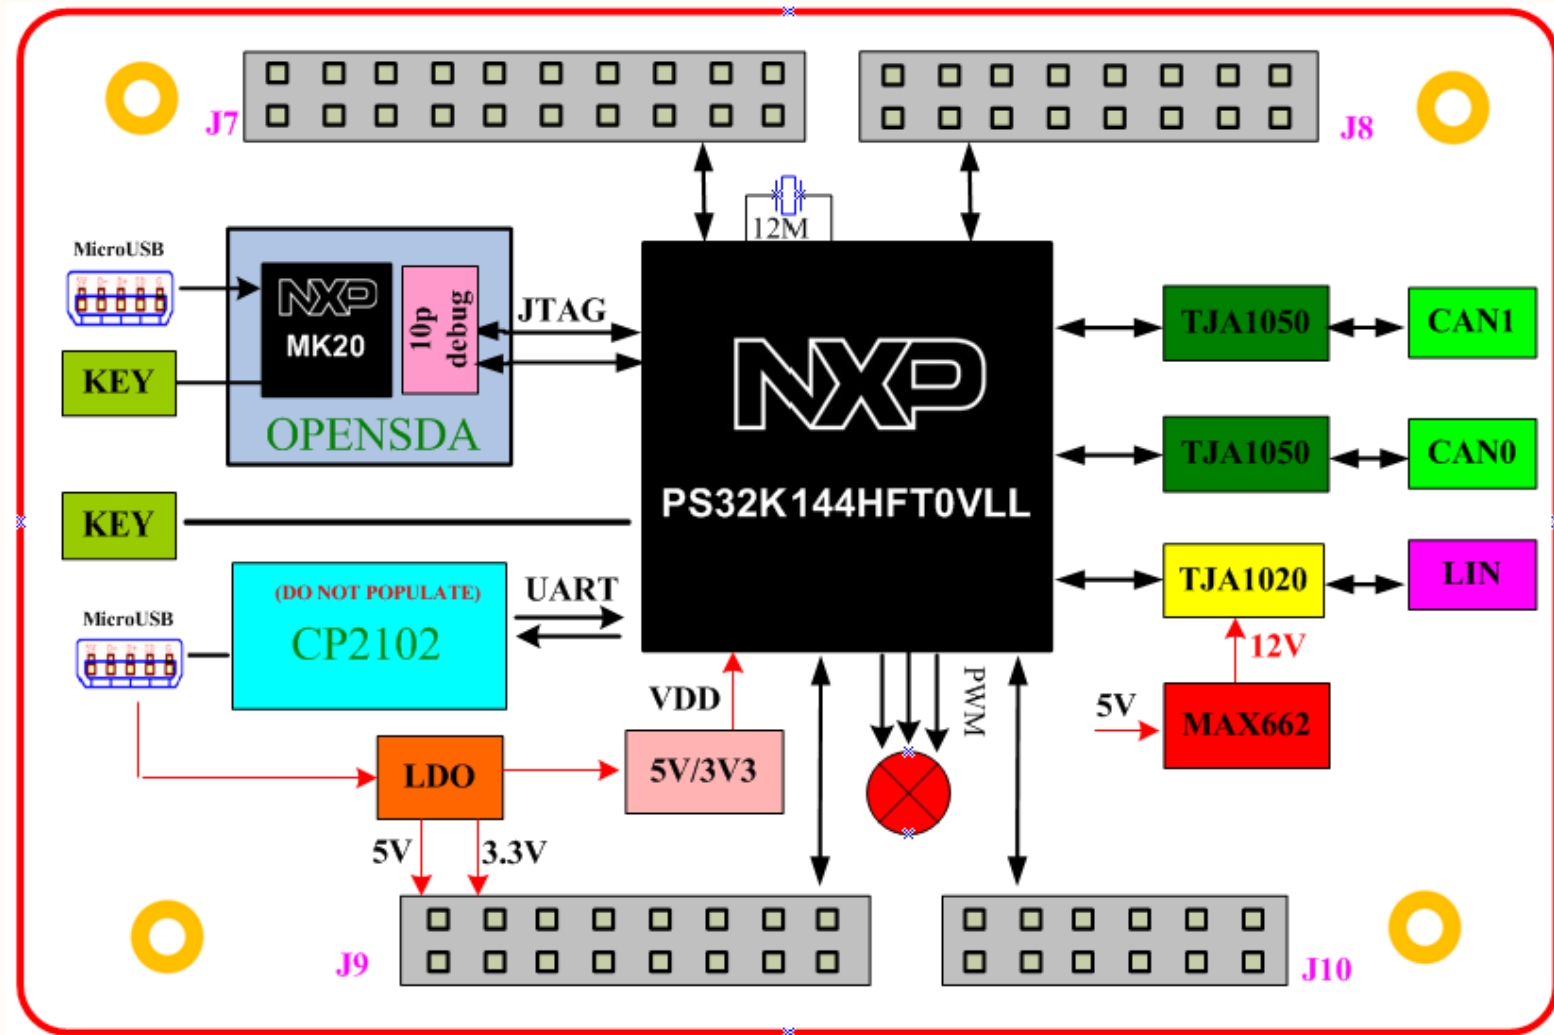 J7
J8
12M
MicroUSB
NXP
MK20
10p
debug
JTAG
KEY
OPENSDA
NXP
PS32K144HFT0VLL
TJA1050
CAN1
TJA1050
CAN0
KEY
(DO NOT POPULATE)
CP2102
UART
TJA1020
LIN
MicroUSB
12V
VDD
PWM
5V
MAX662
LDO
5V/3V3
5V
3.3V
J9
J10